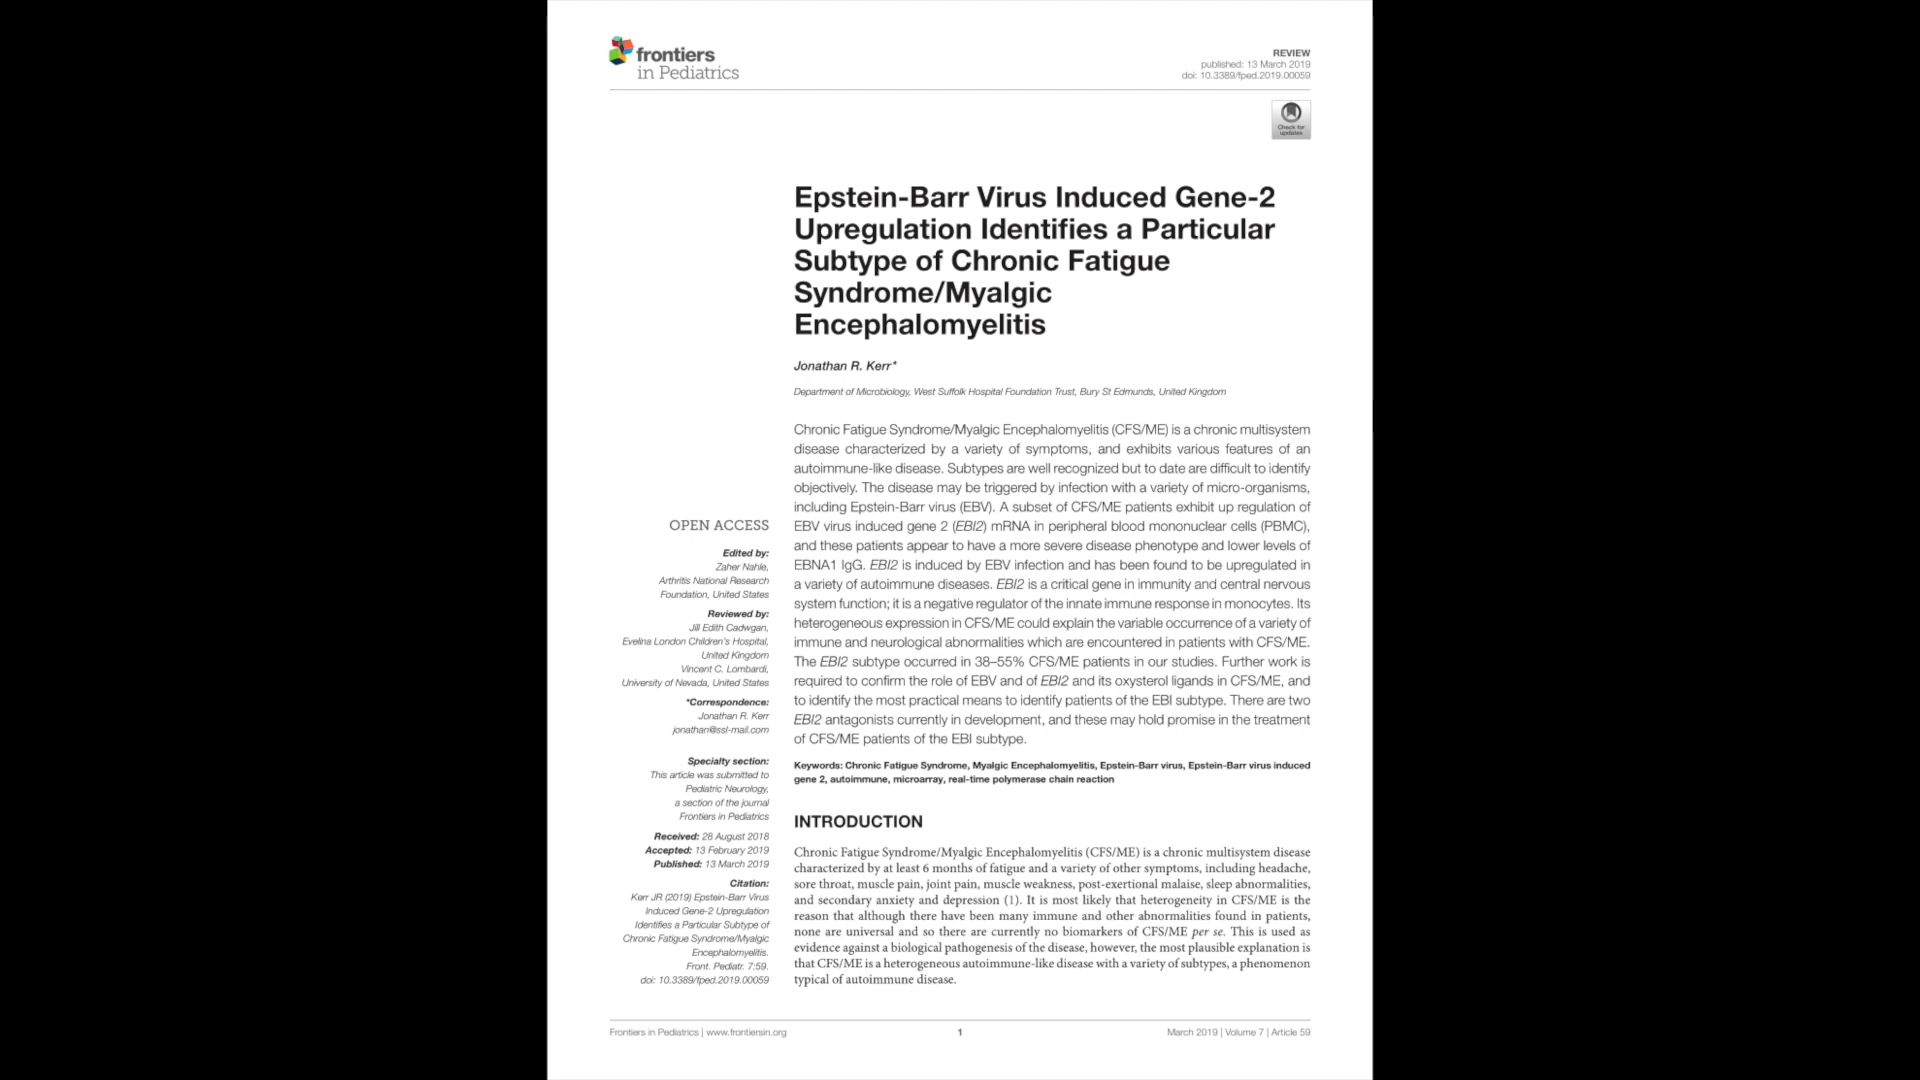 frontiers
in Pediatrics
REVIEW
published: 13 March 2019
doi: 10.3389/fped.2019.00059
Check for
updates
Epstein-Barr Virus Induced Gene-2
Upregulation Identifies a Particular
Subtype of Chronic Fatigue
Syndrome/Myalgic
Encephalomyelitis
Jonathan R. Kerr*
Department of Microbiology, West Suffolk Hospital Foundation Trust, Bury St Edmunds, United Kingdom
Chronic Fatigue Syndrome/Myalgic Encephalomyelitis (CFS/ME) is a chronic multisystem
disease characterized by a variety of symptoms, and exhibits various features of an
autoimmune-like disease. Subtypes are well recognized but to date are difficult to identify
objectively. The disease may be triggered by infection with a variety of micro-organisms,
including Epstein-Barr virus (EBV). A subset of CFS/ME patients exhibit up regulation of
EBV virus induced gene 2 (EBI2) mRNA in peripheral blood mononuclear cells (PBMC),
and these patients appear to have a more severe disease phenotype and lower levels of
EBNA1 IgG. EBI2 is induced by EBV infection and has been found to be upregulated in
a variety of autoimmune diseases. EBI2 is a critical gene in immunity and central nervous
system function; it is a negative regulator of the innate immune response in monocytes. Its
heterogeneous expression in CFS/ME could explain the variable occurrence of a variety of
immune and neurological abnormalities which are encountered in patients with CFS/ME.
The EBI2 subtype occurred in 38–55% CFS/ME patients in our studies. Further work is
required to confirm the role of EBV and of EBI2 and its oxysterol ligands in CFS/ME, and
to identify the most practical means to identify patients of the EBI subtype. There are two
EBI2 antagonists currently in development, and these may hold promise in the treatment
of CFS/ME patients of the EBI subtype.
Keywords: Chronic Fatigue Syndrome, Myalgic Encephalomyelitis, Epstein-Barr virus, Epstein-Barr virus induced
gene 2, autoimmune, microarray, real-time polymerase chain reaction
OPEN ACCESS
Edited by:
Zaher Nahle,
Arthritis National Research
Foundation, United States
Reviewed by:
Jill Edith Cadwgan,
Evelina London Children's Hospital,
United Kingdom
Vincent C. Lombardi,
University of Nevada, United States
*Correspondence:
Jonathan R. Kerr
jonathan@ssl-mail.com
Specialty section:
This article was submitted to
Pediatric Neurology,
a section of the journal
Frontiers in Pediatrics
Received: 28 August 2018
Accepted: 13 February 2019
Published: 13 March 2019
Citation:
Kerr JR (2019) Epstein-Barr Virus
Induced Gene-2 Upregulation
Identifies a Particular Subtype of
Chronic Fatigue Syndrome/Myalgic
Encephalomyelitis.
Front. Pediatr. 7:59.
doi: 10.3389/fped.2019.00059
INTRODUCTION
Chronic Fatigue Syndrome/Myalgic Encephalomyelitis (CFS/ME) is a chronic multisystem disease
characterized by at least 6 months of fatigue and a variety of other symptoms, including headache,
sore throat, muscle pain, joint pain, muscle weakness, post-exertional malaise, sleep abnormalities,
and secondary anxiety and depression (1). It is most likely that heterogeneity in CFS/ME is the
reason that although there have been many immune and other abnormalities found in patients,
none are universal and so there are currently no biomarkers of CFS/ME per se. This is used as
evidence against a biological pathogenesis of the disease, however, the most plausible explanation is
that CFS/ME is a heterogeneous autoimmune-like disease with a variety of subtypes, a phenomenon
typical of autoimmune disease.
Frontiers in Pediatrics | www.frontiersin.org
1
March 2019 | Volume 7 | Article 59